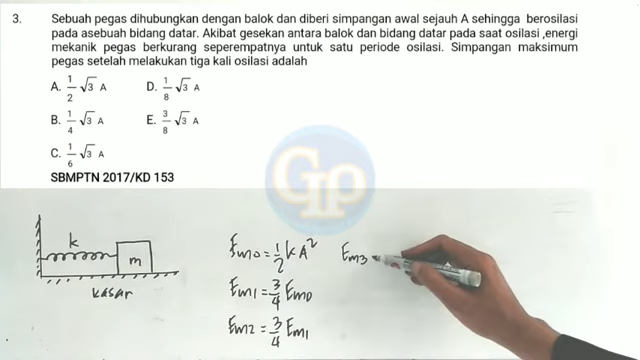 3. Sebuah pegas dihubungkan dengan balok dan diberi simpangan awal sejauh A sehingga berosilasi
pada asebuah bidang datar. Akibat gesekan antara balok dan bidang datar pada saat osilasi ,energi
mekanik pegas berkurang seperempatnya untuk satu periode osilasi. Simpangan maksimum
pegas setelah melakukan tiga kali osilasi adalah
A. 1/2 √3 A D. 1/8 √3 A
B. 1/4 √3 A E. 3/8 √3 A
C. 1/6 √3 A
SBMPTN 2017/KD 153
GIP
k
m
kasar
Em0 = 1/2 kA²
Em1 = 3/4 Em0
Em2 = 3/4 Em1
Em3 =